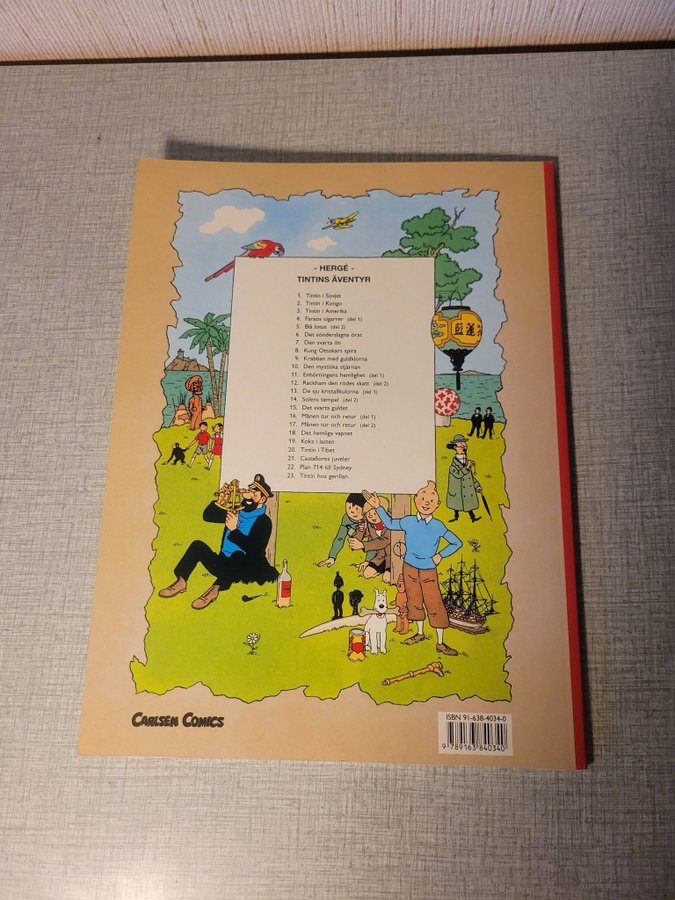 - HERGÉ -
TINTINS ÄVENTYR
1. Tintin i Sovjet
2. Tintin i Kongo
3. Tintin i Amerika
4. Faraos cigarrer (del 1)
5. Blå lotus (del 2)
6. Det sönderslagna örat
7. Den svarta ön
8. Kung Ottokars spira
9. Krabban med guldklorna
10. Den mystiska stjärnan
11. Enhörningens hemlighet (del 1)
12. Rackham den rödes skatt (del 2)
13. De sju kristallkulorna (del 1)
14. Solens tempel (del 2)
15. Det svarta guldet
16. Månen tur och retur (del 1)
17. Månen tur och retur (del 2)
18. Det hemliga vapnet
19. Koks i lasten
20. Tintin i Tibet
21. Castafiores juveler
22. Plan 714 till Sydney
23. Tintin hos gerillan
CARLSEN COMICS
ISBN 91-638-4034-0
9 789163 840340